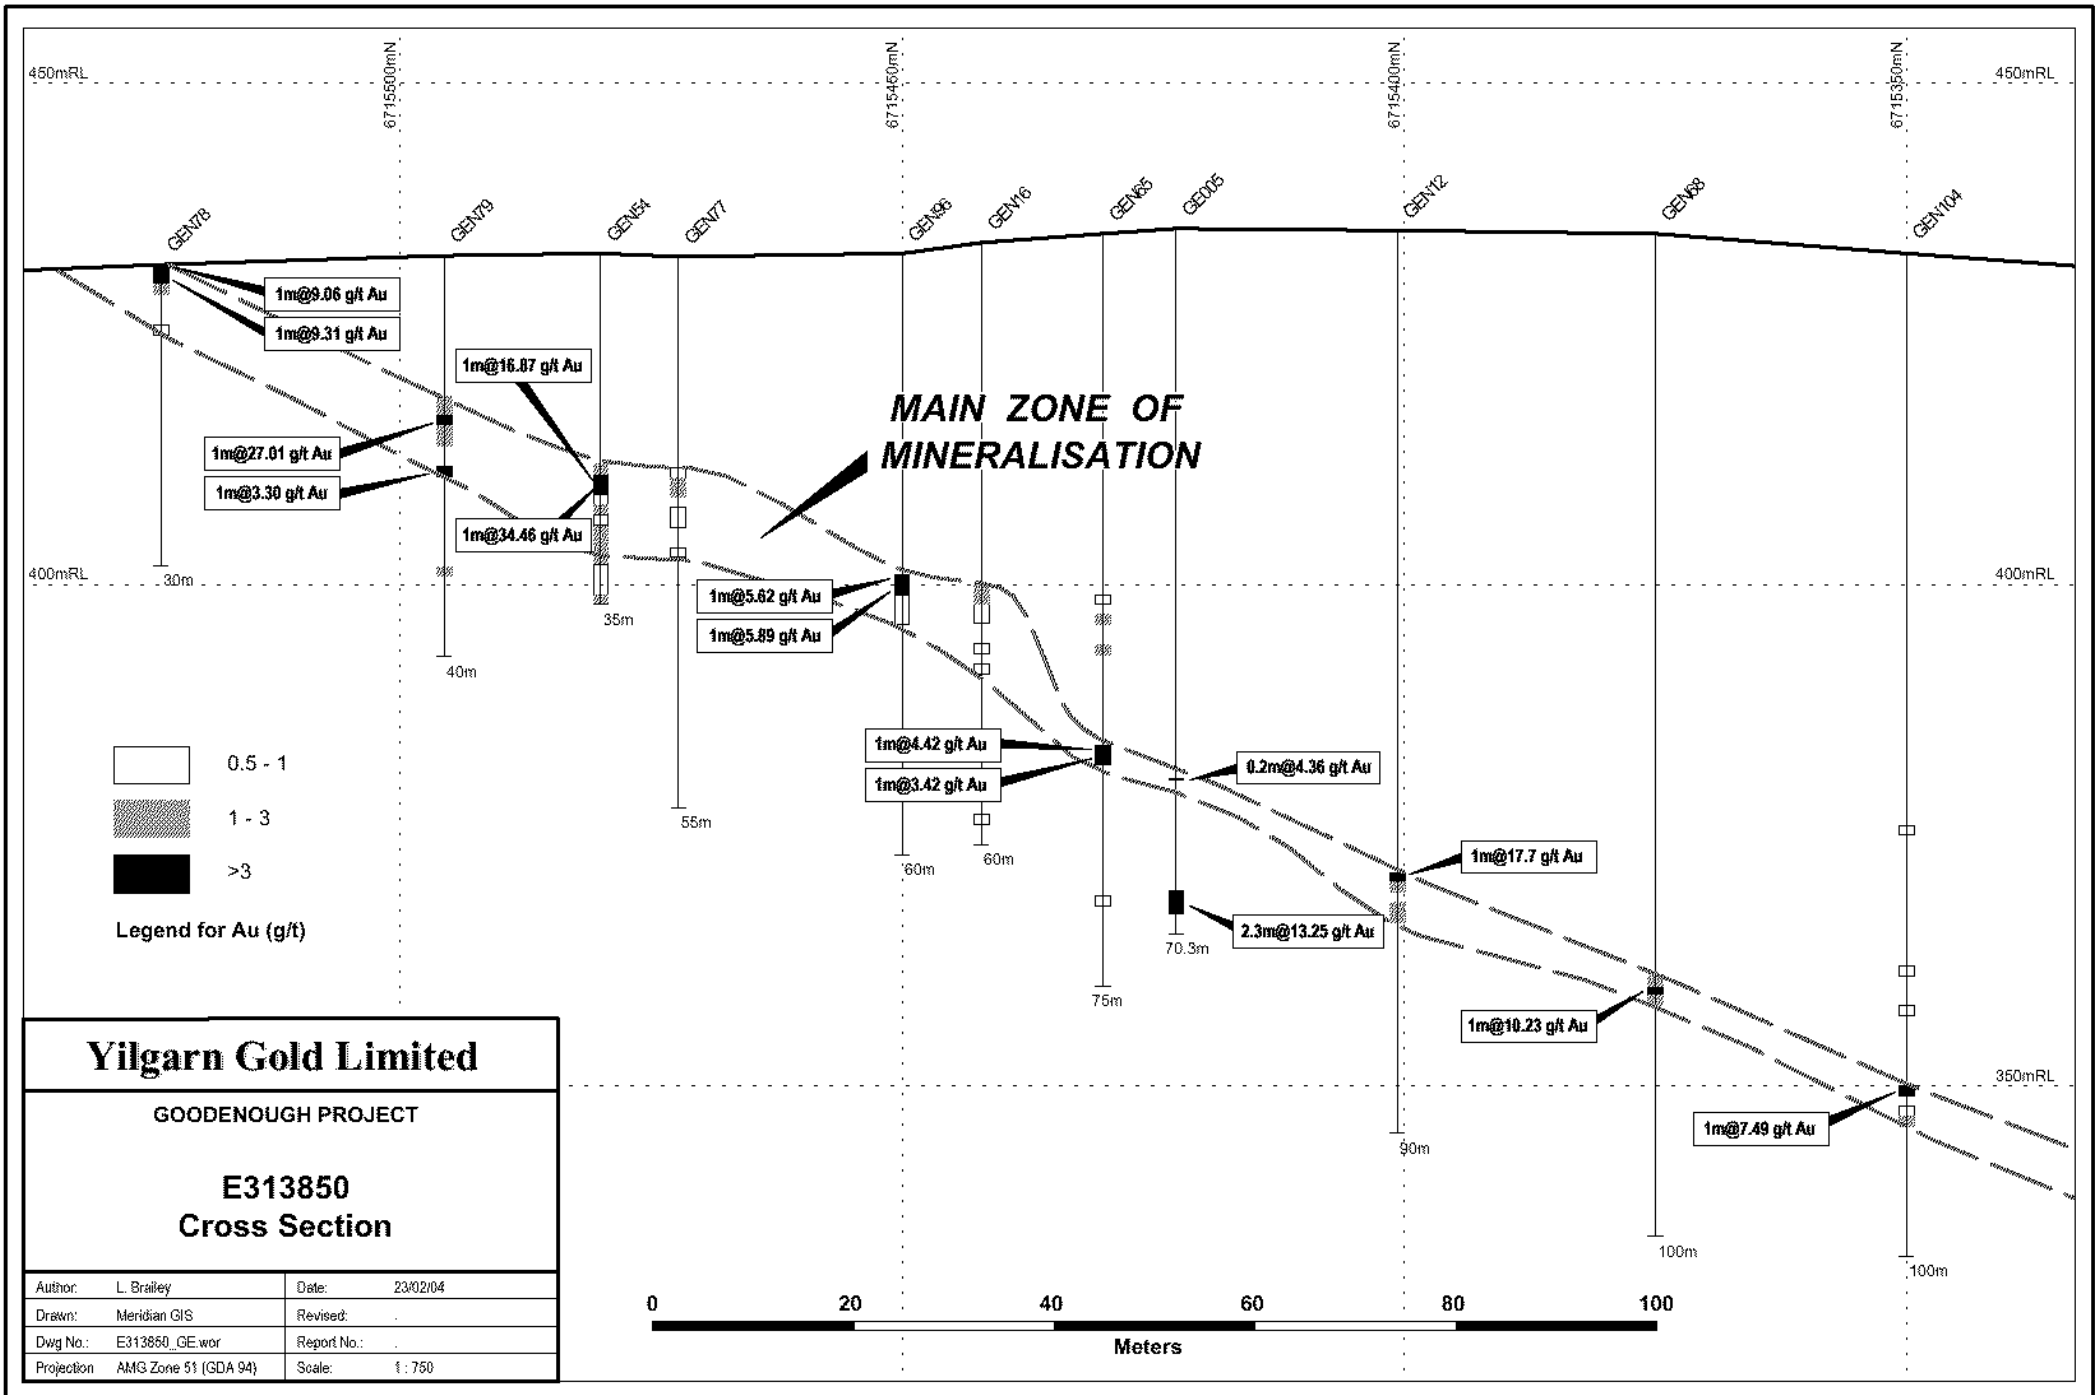 6715500mN
6715450mN
6715400mN
6715350mN
450mRL
450mRL
GEN78
GEN79
GEN54
GEN77
GEN96
GEN16
GEN65
GE005
GEN12
GEN68
GEN104
1m@9.06 g/t Au
1m@9.31 g/t Au
1m@16.87 g/t Au
MAIN ZONE OF
MINERALISATION
1m@27.01 g/t Au
1m@3.30 g/t Au
1m@34.46 g/t Au
400mRL
30m
400mRL
1m@5.62 g/t Au
35m
1m@5.89 g/t Au
40m
1m@4.42 g/t Au
0.5 - 1
0.2m@4.36 g/t Au
1m@3.42 g/t Au
1 - 3
55m
1m@17.7 g/t Au
60m
60m
>3
Legend for Au (g/t)
2.3m@13.25 g/t Au
70.3m
75m
1m@10.23 g/t Au
350mRL
1m@7.49 g/t Au
90m
100m
100m
Yilgarn Gold Limited
GOODENOUGH PROJECT
E313850
Cross Section
Author: L. Brailey Date: 23/02/04
Drawn: Meridian GIS Revised: .
Dwg No.: E313850_GE.wor Report No.: .
Projection AMG Zone 51 (GDA 94) Scale: 1 : 750
0 20 40 60 80 100
Meters